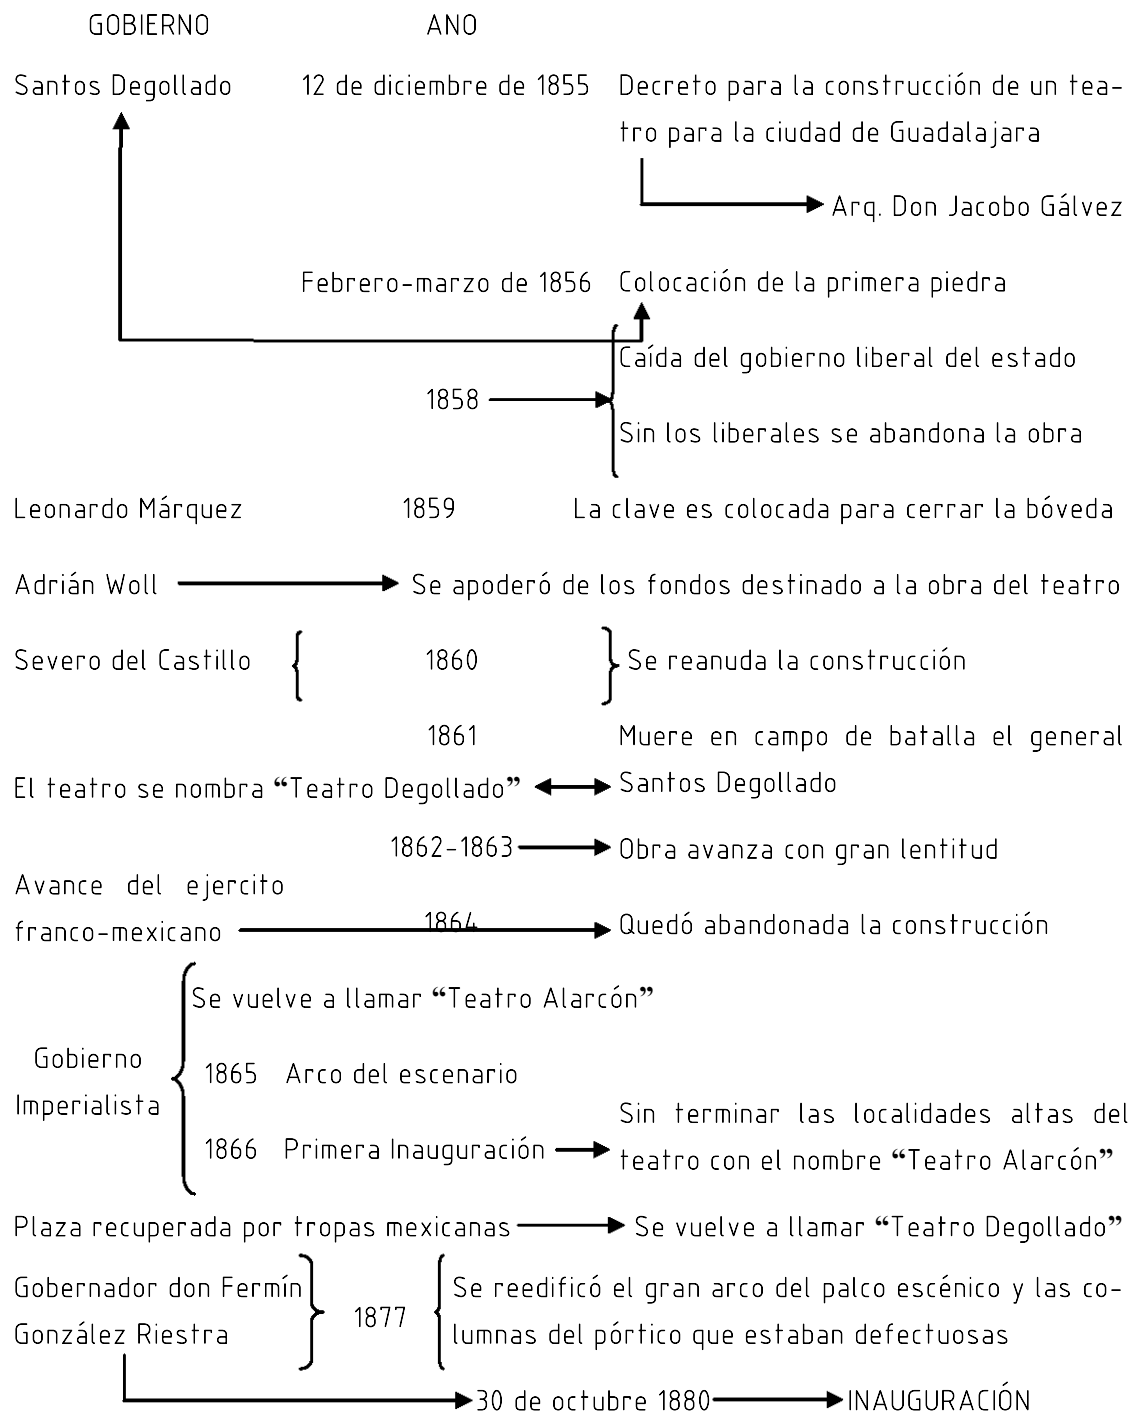 GOBIERNO ANO
Santos Degollado 12 de diciembre de 1855 Decreto para la construcción de un tea-
tro para la ciudad de Guadalajara
Arq. Don Jacobo Gálvez
Febrero-marzo de 1856 Colocación de la primera piedra
Caída del gobierno liberal del estado
1858
Sin los liberales se abandona la obra
Leonardo Márquez 1859 La clave es colocada para cerrar la bóveda
Adrián Woll Se apoderó de los fondos destinado a la obra del teatro
Severo del Castillo 1860 Se reanuda la construcción
1861 Muere en campo de batalla el general
El teatro se nombra “Teatro Degollado” Santos Degollado
1862-1863 Obra avanza con gran lentitud
Avance del ejercito
franco-mexicano 1864 Quedó abandonada la construcción
Se vuelve a llamar “Teatro Alarcón”
Gobierno
Imperialista
1865 Arco del escenario
1866 Primera Inauguración
Sin terminar las localidades altas del
teatro con el nombre “Teatro Alarcón”
Plaza recuperada por tropas mexicanas Se vuelve a llamar “Teatro Degollado”
Gobernador don Fermín
González Riestra
1877
Se reedificó el gran arco del palco escénico y las co-
lumnas del pórtico que estaban defectuosas
30 de octubre 1880 INAUGURACIÓN